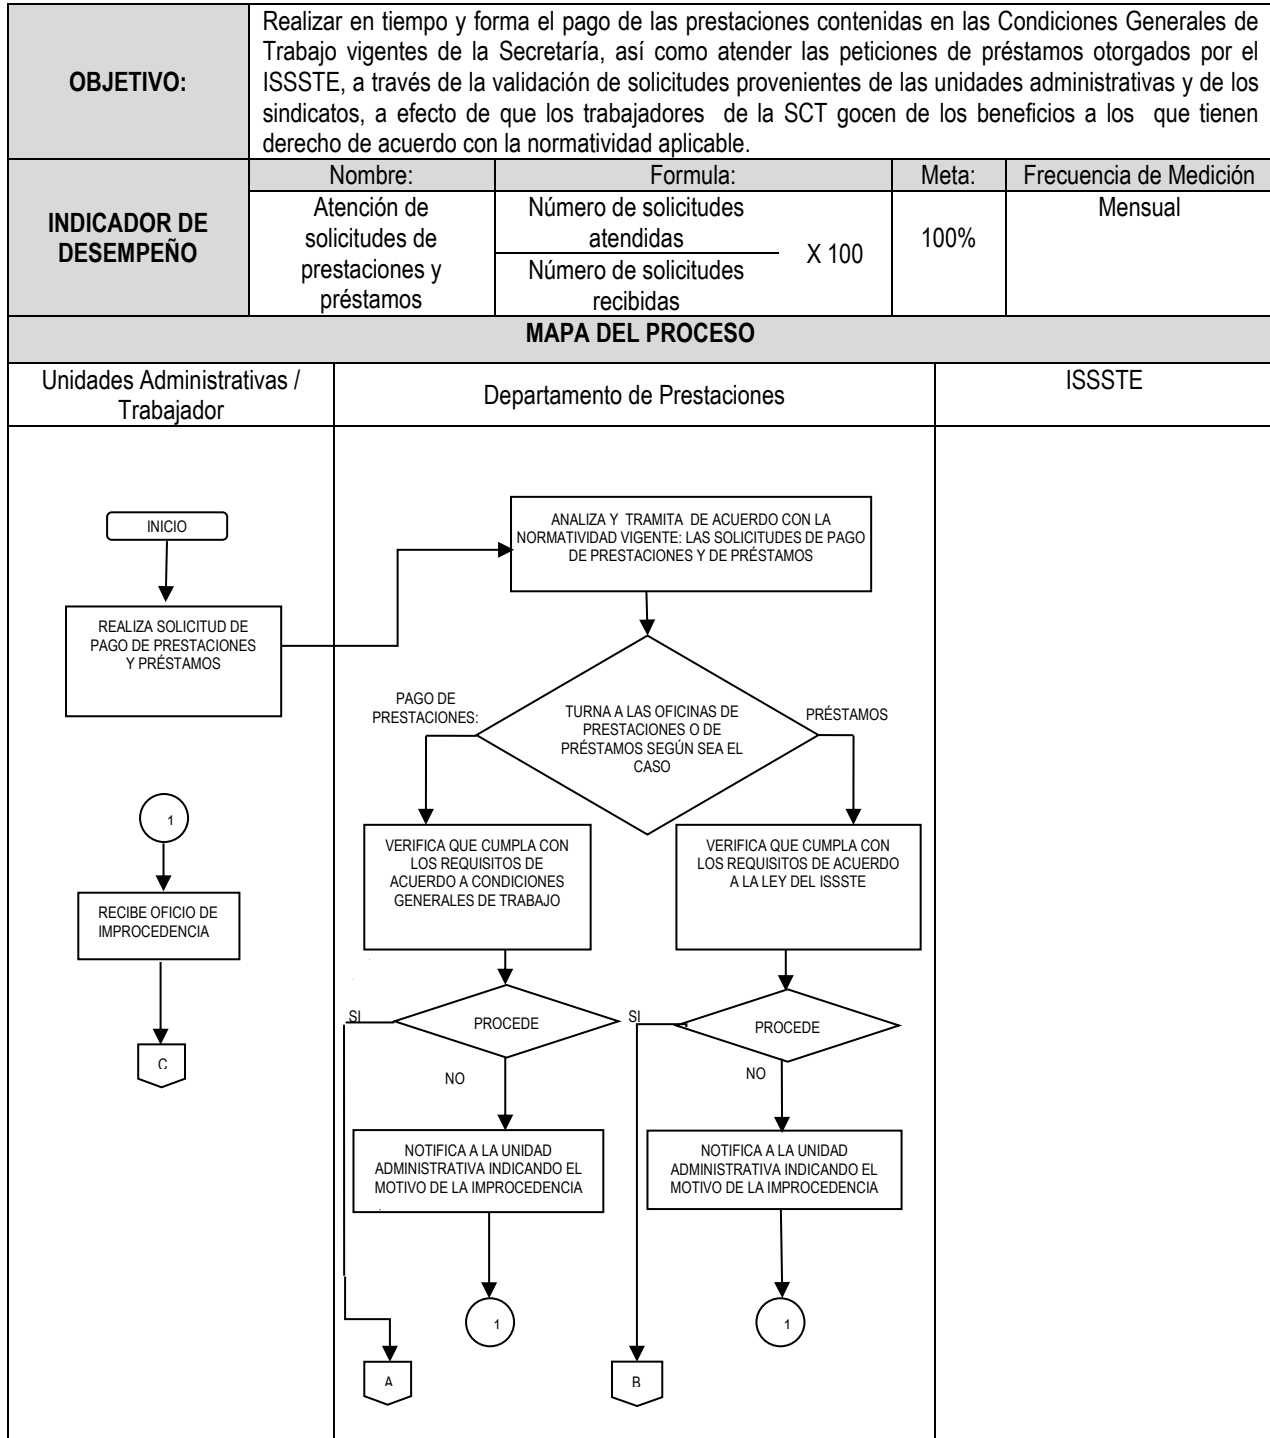 OBJETIVO:
Realizar en tiempo y forma el pago de las prestaciones contenidas en las Condiciones Generales de
Trabajo vigentes de la Secretaría, así como atender las peticiones de préstamos otorgados por el
ISSSTE, a través de la validación de solicitudes provenientes de las unidades administrativas y de los
sindicatos, a efecto de que los trabajadores de la SCT gocen de los beneficios a los que tienen
derecho de acuerdo con la normatividad aplicable.
INDICADOR DE
DESEMPEÑO
Nombre:
Formula:
Meta:
Frecuencia de Medición
Atención de
solicitudes de
prestaciones y
préstamos
Número de solicitudes
atendidas
Número de solicitudes
recibidas
X 100
100%
Mensual
MAPA DEL PROCESO
Unidades Administrativas /
Trabajador
Departamento de Prestaciones
ISSSTE
INICIO
REALIZA SOLICITUD DE
PAGO DE PRESTACIONES
Y PRÉSTAMOS
ANALIZA Y TRAMITA DE ACUERDO CON LA
NORMATIVIDAD VIGENTE: LAS SOLICITUDES DE PAGO
DE PRESTACIONES Y DE PRÉSTAMOS
PAGO DE
PRESTACIONES:
TURNA A LAS OFICINAS DE
PRESTACIONES O DE
PRÉSTAMOS SEGÚN SEA EL
CASO
PRÉSTAMOS
1
RECIBE OFICIO DE
IMPROCEDENCIA
C
VERIFICA QUE CUMPLA CON
LOS REQUISITOS DE
ACUERDO A CONDICIONES
GENERALES DE TRABAJO
VERIFICA QUE CUMPLA CON
LOS REQUISITOS DE ACUERDO
A LA LEY DEL ISSSTE
SI
PROCEDE
NO
SI
PROCEDE
NO
NOTIFICA A LA UNIDAD
ADMINISTRATIVA INDICANDO EL
MOTIVO DE LA IMPROCEDENCIA
NOTIFICA A LA UNIDAD
ADMINISTRATIVA INDICANDO EL
MOTIVO DE LA IMPROCEDENCIA
1
1
A
B